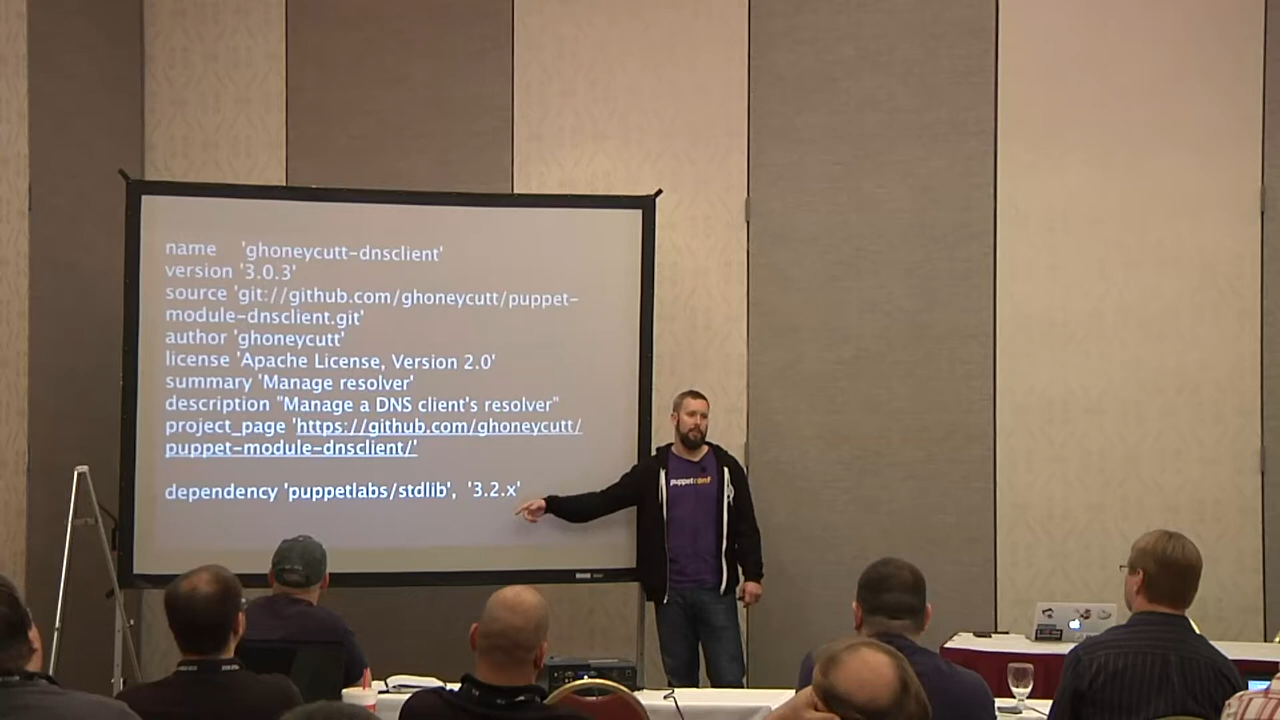 name 'ghoneycutt-dnsclient'
version '3.0.3'
source 'git://github.com/ghoneycutt/puppet-
module-dnsclient.git'
author 'ghoneycutt'
license 'Apache License, Version 2.0'
summary 'Manage resolver'
description "Manage a DNS client's resolver"
project_page 'https://github.com/ghoneycutt/
puppet-module-dnsclient/'
dependency 'puppetlabs/stdlib', '3.2.x'
puppetconf